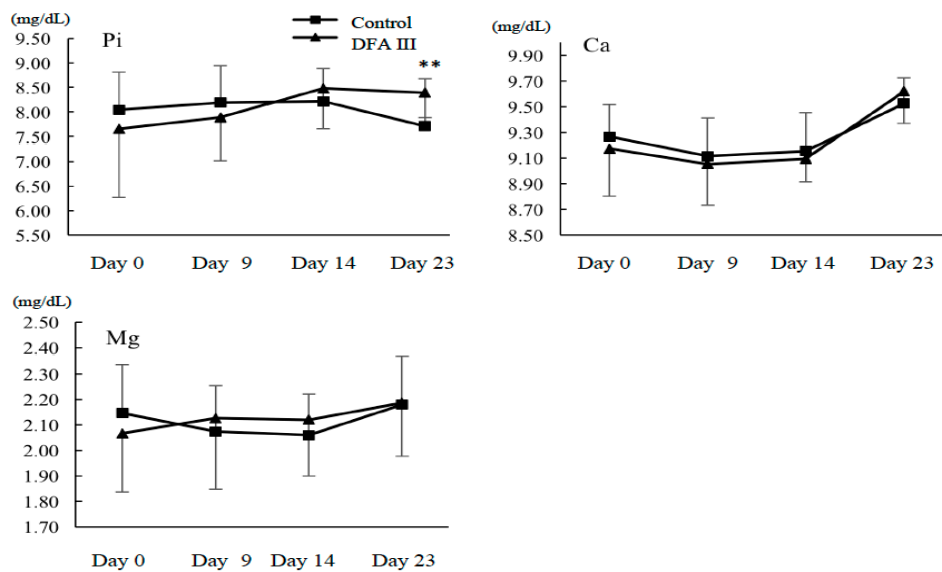 (mg/dL)
Pi
Control
DFA III
**
9.50
9.00
8.50
8.00
7.50
7.00
6.50
6.00
5.50
Day 0 Day 9 Day 14 Day 23
(mg/dL)
Ca
9.70
9.50
9.30
9.10
8.90
8.70
8.50
Day 0 Day 9 Day 14 Day 23
(mg/dL)
Mg
2.50
2.40
2.30
2.20
2.10
2.00
1.90
1.80
1.70
Day 0 Day 9 Day 14 Day 23